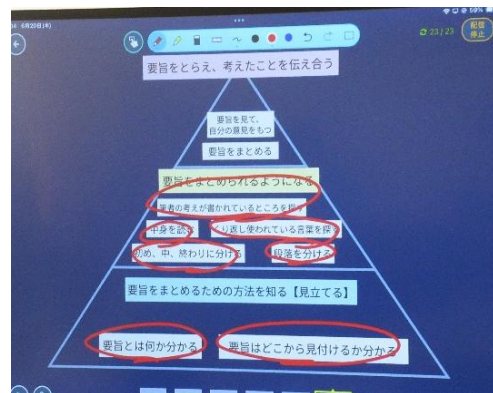 6月29日(木)
59%
23/23
配信
停止
要旨をとらえ、考えたことを伝え合う
要旨を見て、
自分の意見をもつ
要旨をまとめる
要旨をまとめられるようになる
筆者の考えが書かれているところを探す
中身を読む
くり返し使われている言葉を探す
初め、中、終わりに分ける
段落を分ける
要旨をまとめるための方法を知る【見立てる】
要旨とは何か分かる
要旨はどこから見付けるか分かる